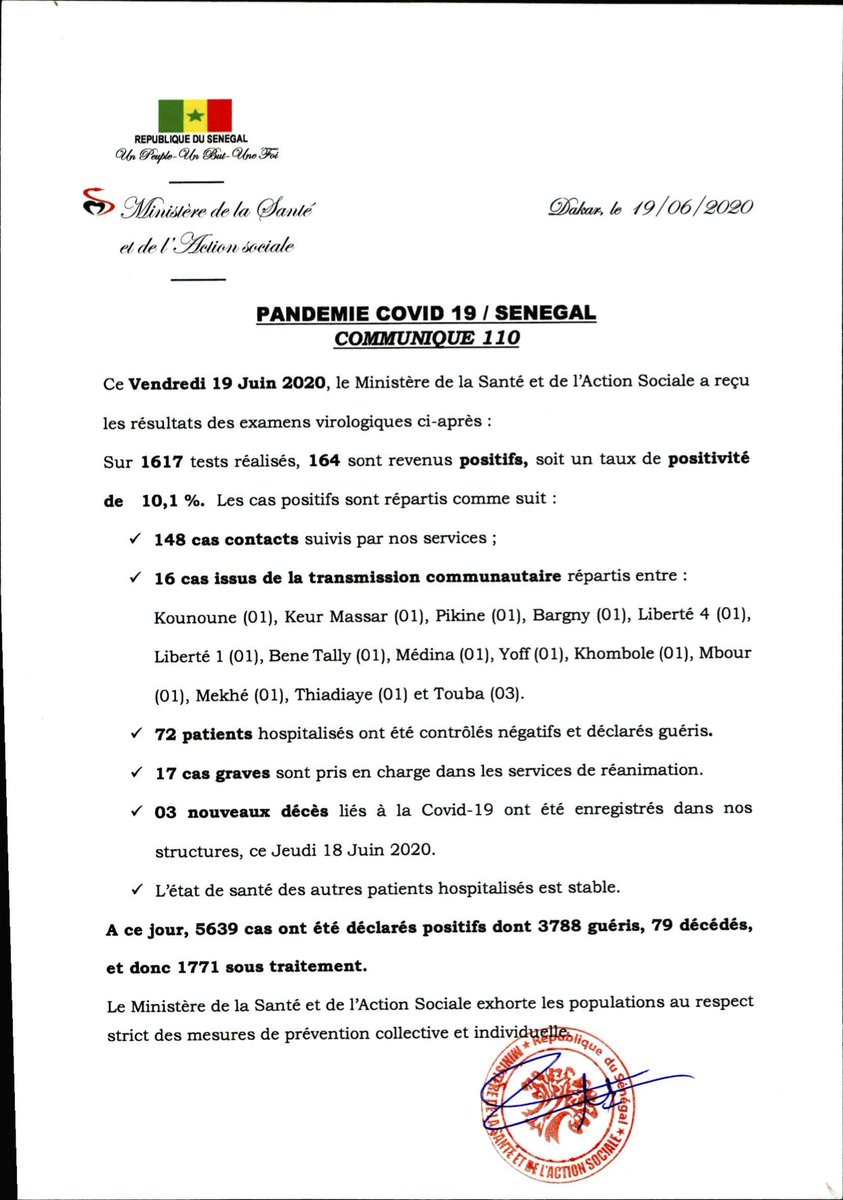 REPUBLIQUE DU SENEGAL
Un Peuple-Un But-Une Foi
Ministère de la Santé
et de l'Action sociale
Dakar, le 19/06/2020
PANDEMIE COVID 19 / SENEGAL
COMMUNIQUE 110
Ce Vendredi 19 Juin 2020, le Ministère de la Santé et de l'Action Sociale a reçu
les résultats des examens virologiques ci-après :
Sur 1617 tests réalisés, 164 sont revenus positifs, soit un taux de positivité
de 10,1 %. Les cas positifs sont répartis comme suit :
✓ 148 cas contacts suivis par nos services ;
✓ 16 cas issus de la transmission communautaire répartis entre :
Kounoune (01), Keur Massar (01), Pikine (01), Bargny (01), Liberté 4 (01),
Liberté 1 (01), Bene Tally (01), Médina (01), Yoff (01), Khombole (01), Mbour
(01), Mekhé (01), Thiadiaye (01) et Touba (03).
✓ 72 patients hospitalisés ont été contrôlés négatifs et déclarés guéris.
✓ 17 cas graves sont pris en charge dans les services de réanimation.
✓ 03 nouveaux décès liés à la Covid-19 ont été enregistrés dans nos
structures, ce Jeudi 18 Juin 2020.
✓ L'état de santé des autres patients hospitalisés est stable.
A ce jour, 5639 cas ont été déclarés positifs dont 3788 guéris, 79 décédés,
et donc 1771 sous traitement.
Le Ministère de la Santé et de l'Action Sociale exhorte les populations au respect
strict des mesures de prévention collective et individuelle.
★ République du Sénégal ★
MINISTERE DE LA SANTE ET DE L'ACTION SOCIALE